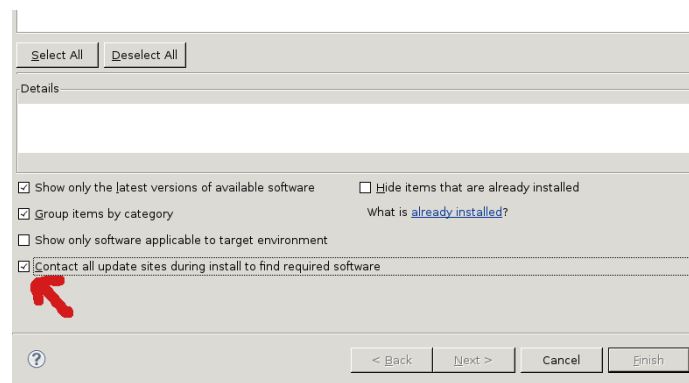 Select All Deselect All
Details
Show only the latest versions of available software Hide items that are already installed
Group items by category What is already installed?
Show only software applicable to target environment
Contact all update sites during install to find required software
? < Back Next > Cancel Finish